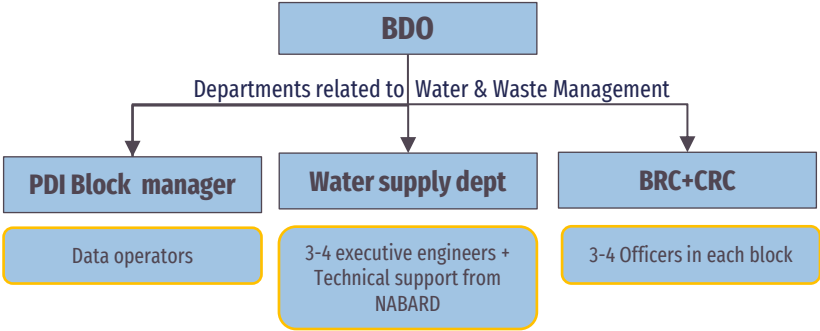 BDO
Departments related to Water & Waste Management
PDI Block manager
Water supply dept
BRC+CRC
Data operators
3-4 executive engineers +
Technical support from
NABARD
3-4 Officers in each block